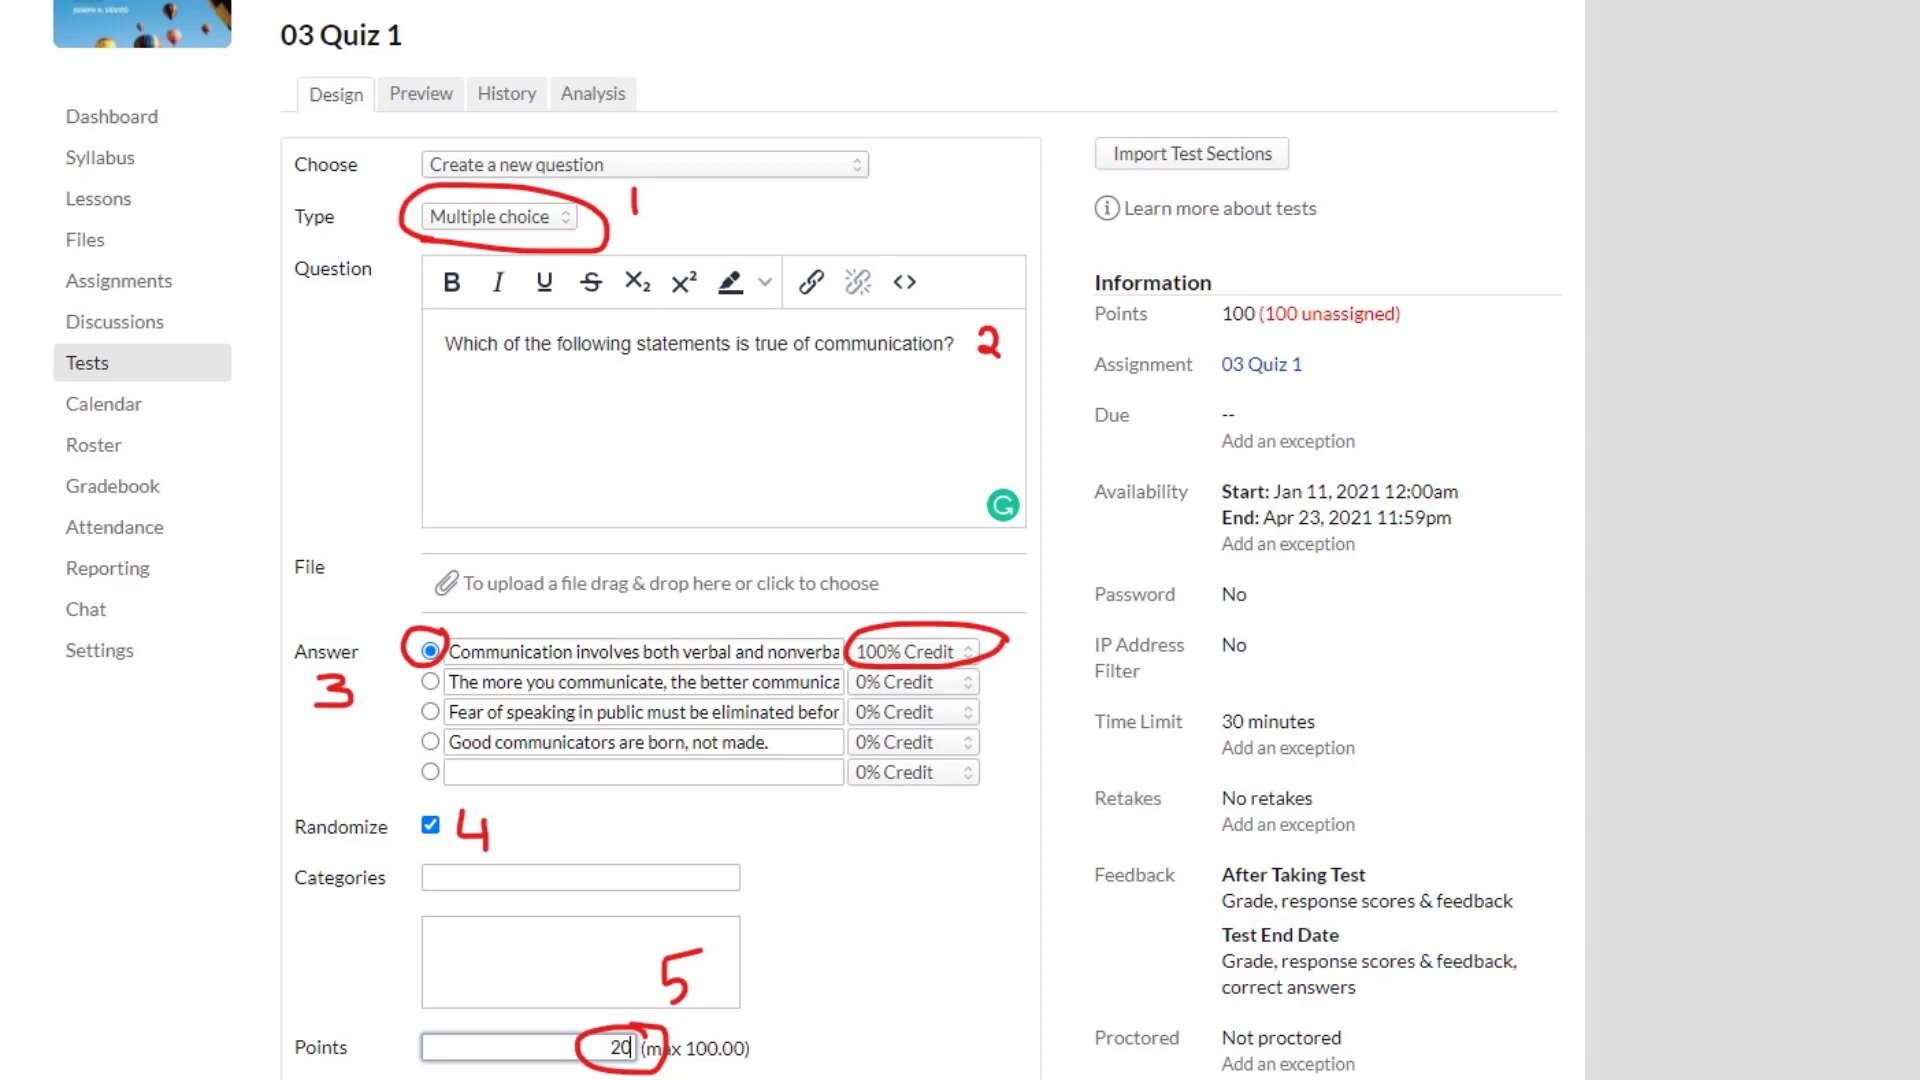 JOSEPH A. DEVITO
03 Quiz 1
Dashboard
Syllabus
Lessons
Files
Assignments
Discussions
Tests
Calendar
Roster
Gradebook
Attendance
Reporting
Chat
Settings
Design Preview History Analysis
Choose Create a new question
Type Multiple choice 1
Question B I U S X₂ X² <>
Which of the following statements is true of communication? 2
G
File To upload a file drag & drop here or click to choose
Answer Communication involves both verbal and nonverba 100% Credit
3 The more you communicate, the better communica 0% Credit
Fear of speaking in public must be eliminated befor 0% Credit
Good communicators are born, not made. 0% Credit
0% Credit
Randomize 4
Categories
5
Points 20 (max 100.00)
Import Test Sections
i Learn more about tests
Information
Points 100 (100 unassigned)
Assignment 03 Quiz 1
Due --
Add an exception
Availability Start: Jan 11, 2021 12:00am
End: Apr 23, 2021 11:59pm
Add an exception
Password No
IP Address No
Filter
Time Limit 30 minutes
Add an exception
Retakes No retakes
Add an exception
Feedback After Taking Test
Grade, response scores & feedback
Test End Date
Grade, response scores & feedback,
correct answers
Proctored Not proctored
Add an exception